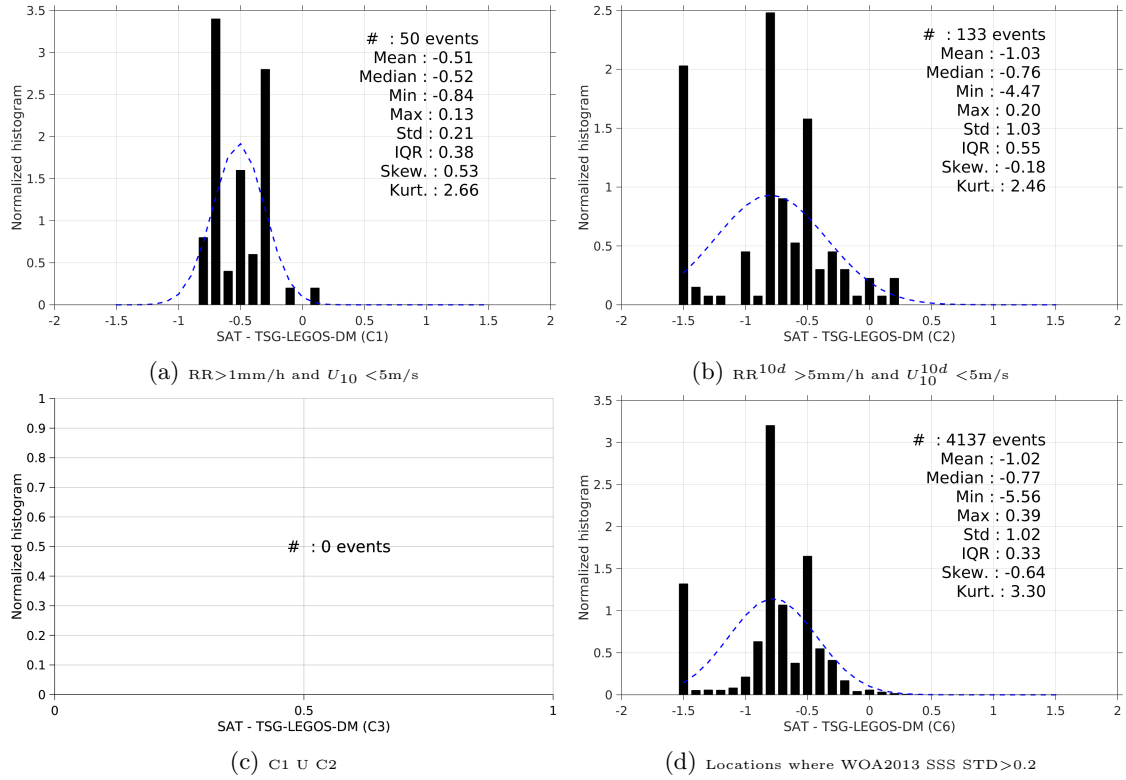 # : 50 events
Mean : -0.51
Median : -0.52
Min : -0.84
Max : 0.13
Std : 0.21
IQR : 0.38
Skew. : 0.53
Kurt. : 2.66
Normalized histogram
3.5
3
2.5
2
1.5
1
0.5
0
-2 -1.5 -1 -0.5 0 0.5 1 1.5 2
SAT - TSG-LEGOS-DM (C1)
(a) RR>1mm/h and U10 <5m/s
# : 133 events
Mean : -1.03
Median : -0.76
Min : -4.47
Max : 0.20
Std : 1.03
IQR : 0.55
Skew. : -0.18
Kurt. : 2.46
Normalized histogram
2.5
2
1.5
1
0.5
0
-2 -1.5 -1 -0.5 0 0.5 1 1.5 2
SAT - TSG-LEGOS-DM (C2)
(b) RR10d >5mm/h and U10 10d <5m/s
# : 0 events
Normalized histogram
1
0.9
0.8
0.7
0.6
0.5
0.4
0.3
0.2
0.1
0
0 0.5 1
SAT - TSG-LEGOS-DM (C3)
(c) C1 U C2
# : 4137 events
Mean : -1.02
Median : -0.77
Min : -5.56
Max : 0.39
Std : 1.02
IQR : 0.33
Skew. : -0.64
Kurt. : 3.30
Normalized histogram
3.5
3
2.5
2
1.5
1
0.5
0
-2 -1.5 -1 -0.5 0 0.5 1 1.5 2
SAT - TSG-LEGOS-DM (C6)
(d) Locations where WOA2013 SSS STD>0.2